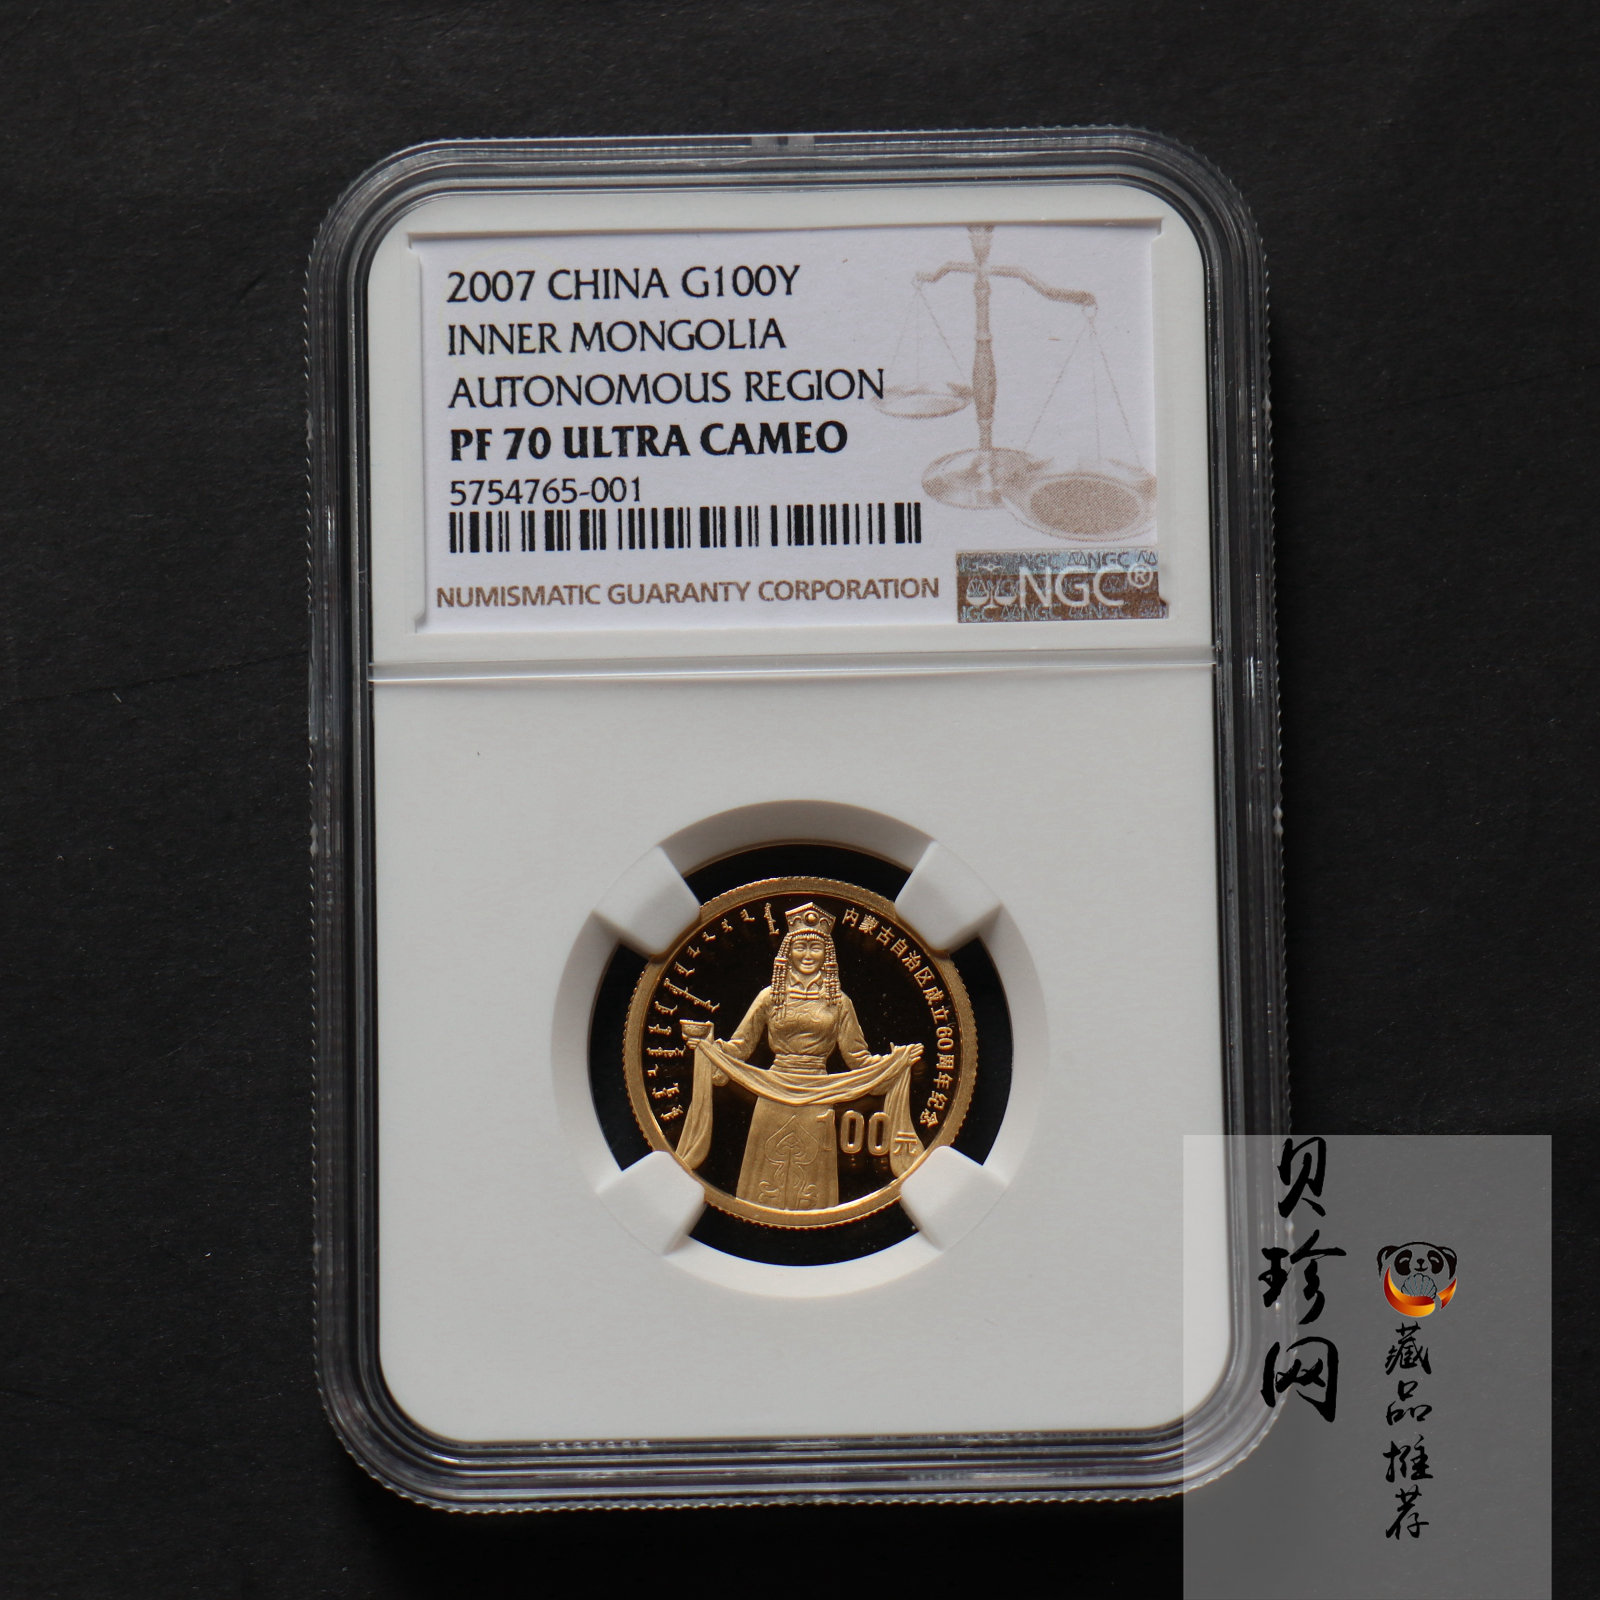 2007 CHINA G100Y
INNER MONGOLIA
AUTONOMOUS REGION
PF 70 ULTRA CAMEO
5754765-001
NUMISMATIC GUARANTY CORPORATION
NGC®
内蒙古自治区成立60周年纪念
100元
贝珍网
藏品推荐